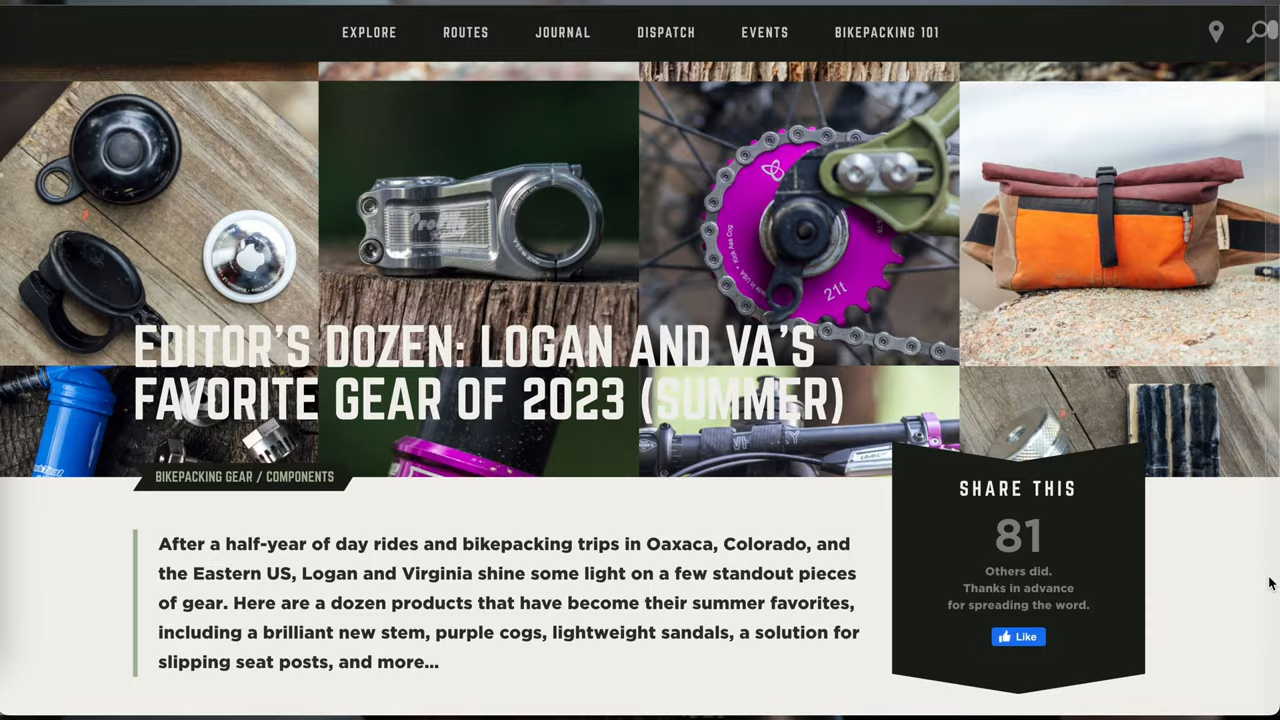 EXPLORE ROUTES JOURNAL DISPATCH EVENTS BIKEPACKING 101
21t
EDITOR'S DOZEN: LOGAN AND VA'S
FAVORITE GEAR OF 2023 (SUMMER)
BIKEPACKING GEAR / COMPONENTS
After a half-year of day rides and bikepacking trips in Oaxaca, Colorado, and
the Eastern US, Logan and Virginia shine some light on a few standout pieces
of gear. Here are a dozen products that have become their summer favorites,
including a brilliant new stem, purple cogs, lightweight sandals, a solution for
slipping seat posts, and more...
SHARE THIS
81
Others did.
Thanks in advance
for spreading the word.
Like